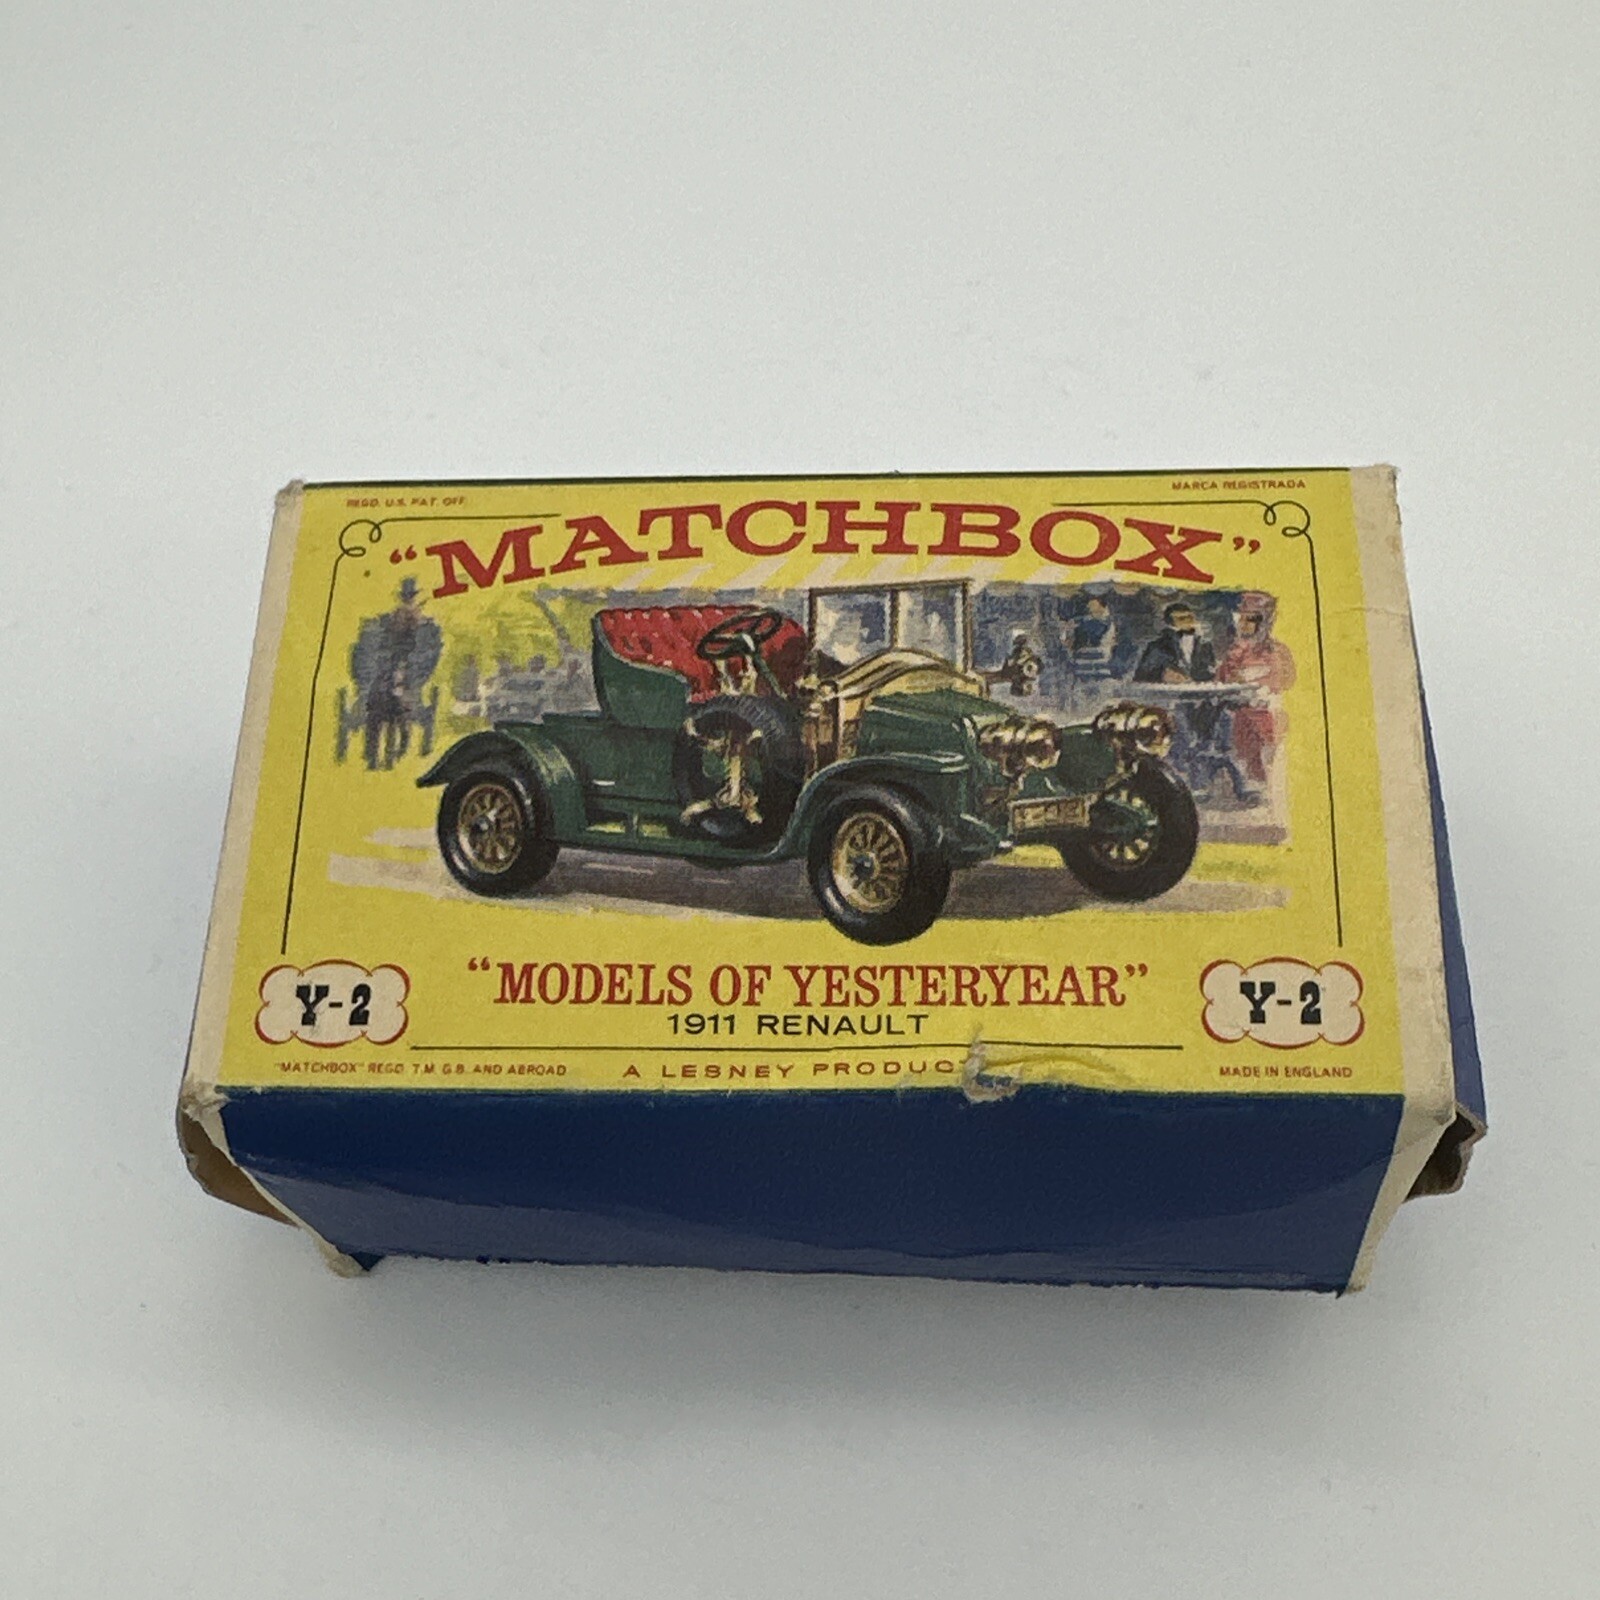 REGD. U.S. PAT. OFF.
MARCA REGISTRADA
"MATCHBOX"
Y-2
"MODELS OF YESTERYEAR"
1911 RENAULT
Y-2
"MATCHBOX" REGD. T.M. G.B. AND ABROAD
A LESNEY PRODUC
MADE IN ENGLAND